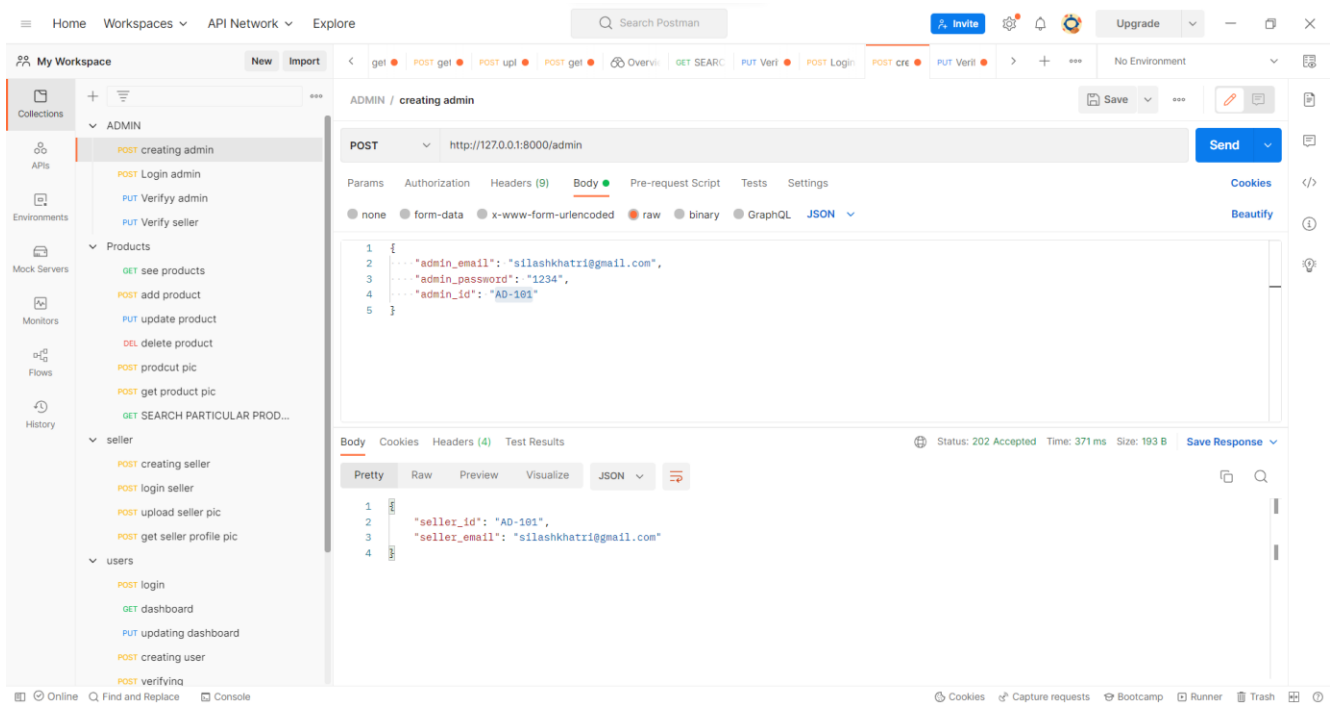 Home Workspaces API Network Explore Search Postman Invite Upgrade
My Workspace New Import get POST get POST upl POST get Overvi GET SEARC PUT Veri POST Login POST cre PUT Veri No Environment
Collections
APIs
Environments
Mock Servers
Monitors
Flows
History
ADMIN
POST creating admin
POST Login admin
PUT Verifyy admin
PUT Verify seller
Products
GET see products
POST add product
PUT update product
DEL delete product
POST prodcut pic
POST get product pic
GET SEARCH PARTICULAR PROD...
seller
POST creating seller
POST login seller
POST upload seller pic
POST get seller profile pic
users
POST login
GET dashboard
PUT updating dashboard
POST creating user
POST verifying
ADMIN / creating admin Save
POST http://127.0.0.1:8000/admin Send
Params Authorization Headers (9) Body Pre-request Script Tests Settings Cookies
none form-data x-www-form-urlencoded raw binary GraphQL JSON Beautify
1 {
2 "admin_email": "silashkhatri@gmail.com",
3 "admin_password": "1234",
4 "admin_id": "AD-101"
5 }
Body Cookies Headers (4) Test Results Status: 202 Accepted Time: 371 ms Size: 193 B Save Response
Pretty Raw Preview Visualize JSON
1 {
2 "seller_id": "AD-101",
3 "seller_email": "silashkhatri@gmail.com"
4 }
Online Find and Replace Console Cookies Capture requests Bootcamp Runner Trash